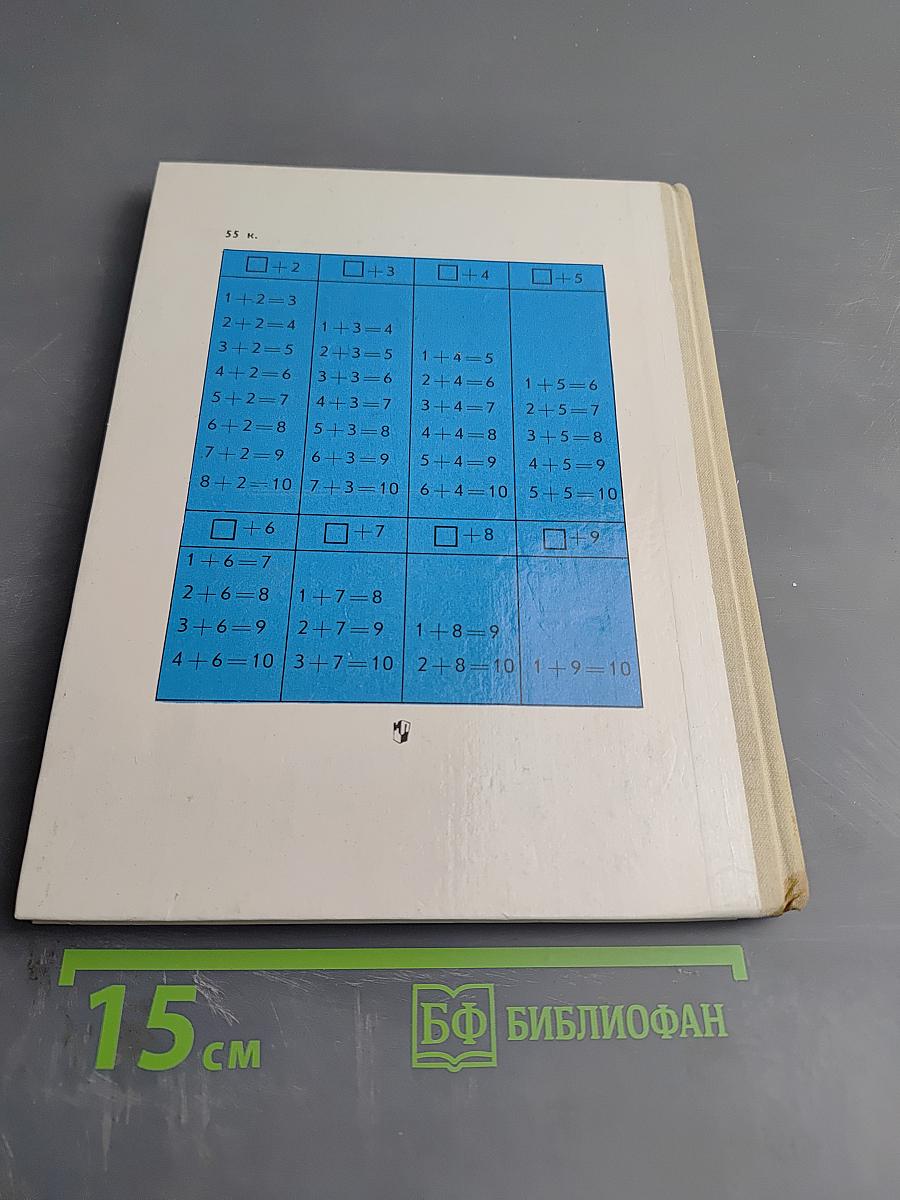 55 к.
□+2 □+3 □+4 □+5
1+2=3
2+2=4 1+3=4
3+2=5 2+3=5 1+4=5
4+2=6 3+3=6 2+4=6 1+5=6
5+2=7 4+3=7 3+4=7 2+5=7
6+2=8 5+3=8 4+4=8 3+5=8
7+2=9 6+3=9 5+4=9 4+5=9
8+2=10 7+3=10 6+4=10 5+5=10
□+6 □+7 □+8 □+9
1+6=7
2+6=8 1+7=8
3+6=9 2+7=9 1+8=9
4+6=10 3+7=10 2+8=10 1+9=10
15 см
БФ БИБЛИОФАН